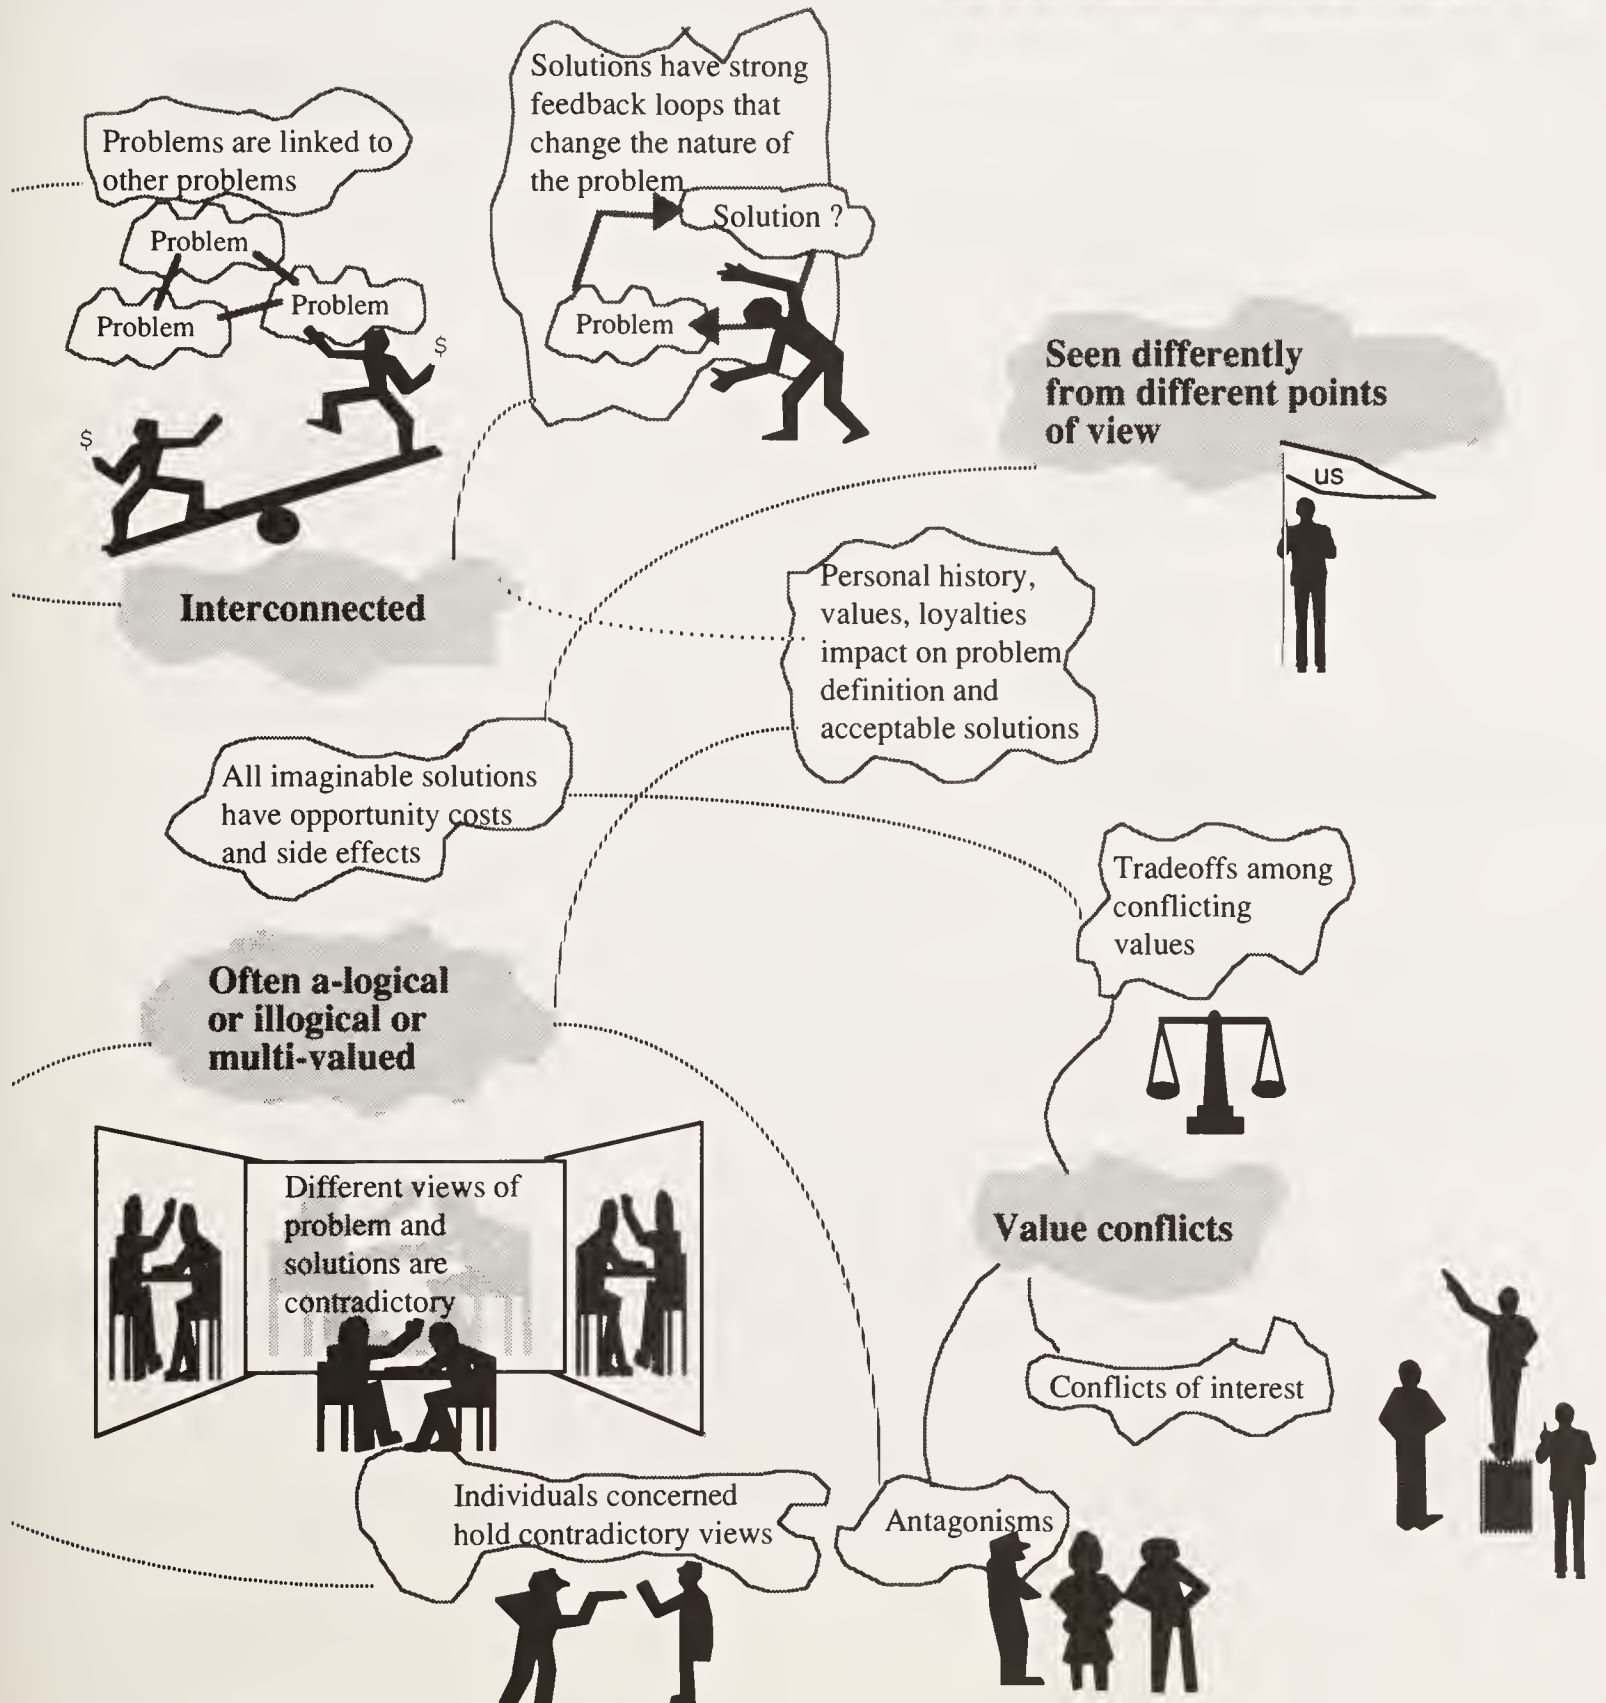 Solutions have strong
feedback loops that
change the nature of
the problem
Solution ?
Problem
Problems are linked to
other problems
Problem
Problem
Problem
$
$
Seen differently
from different points
of view
us
Interconnected
Personal history,
values, loyalties
impact on problem
definition and
acceptable solutions
All imaginable solutions
have opportunity costs
and side effects
Tradeoffs among
conflicting
values
Often a-logical
or illogical or
multi-valued
Different views of
problem and
solutions are
contradictory
Value conflicts
Conflicts of interest
Individuals concerned
hold contradictory views
Antagonisms